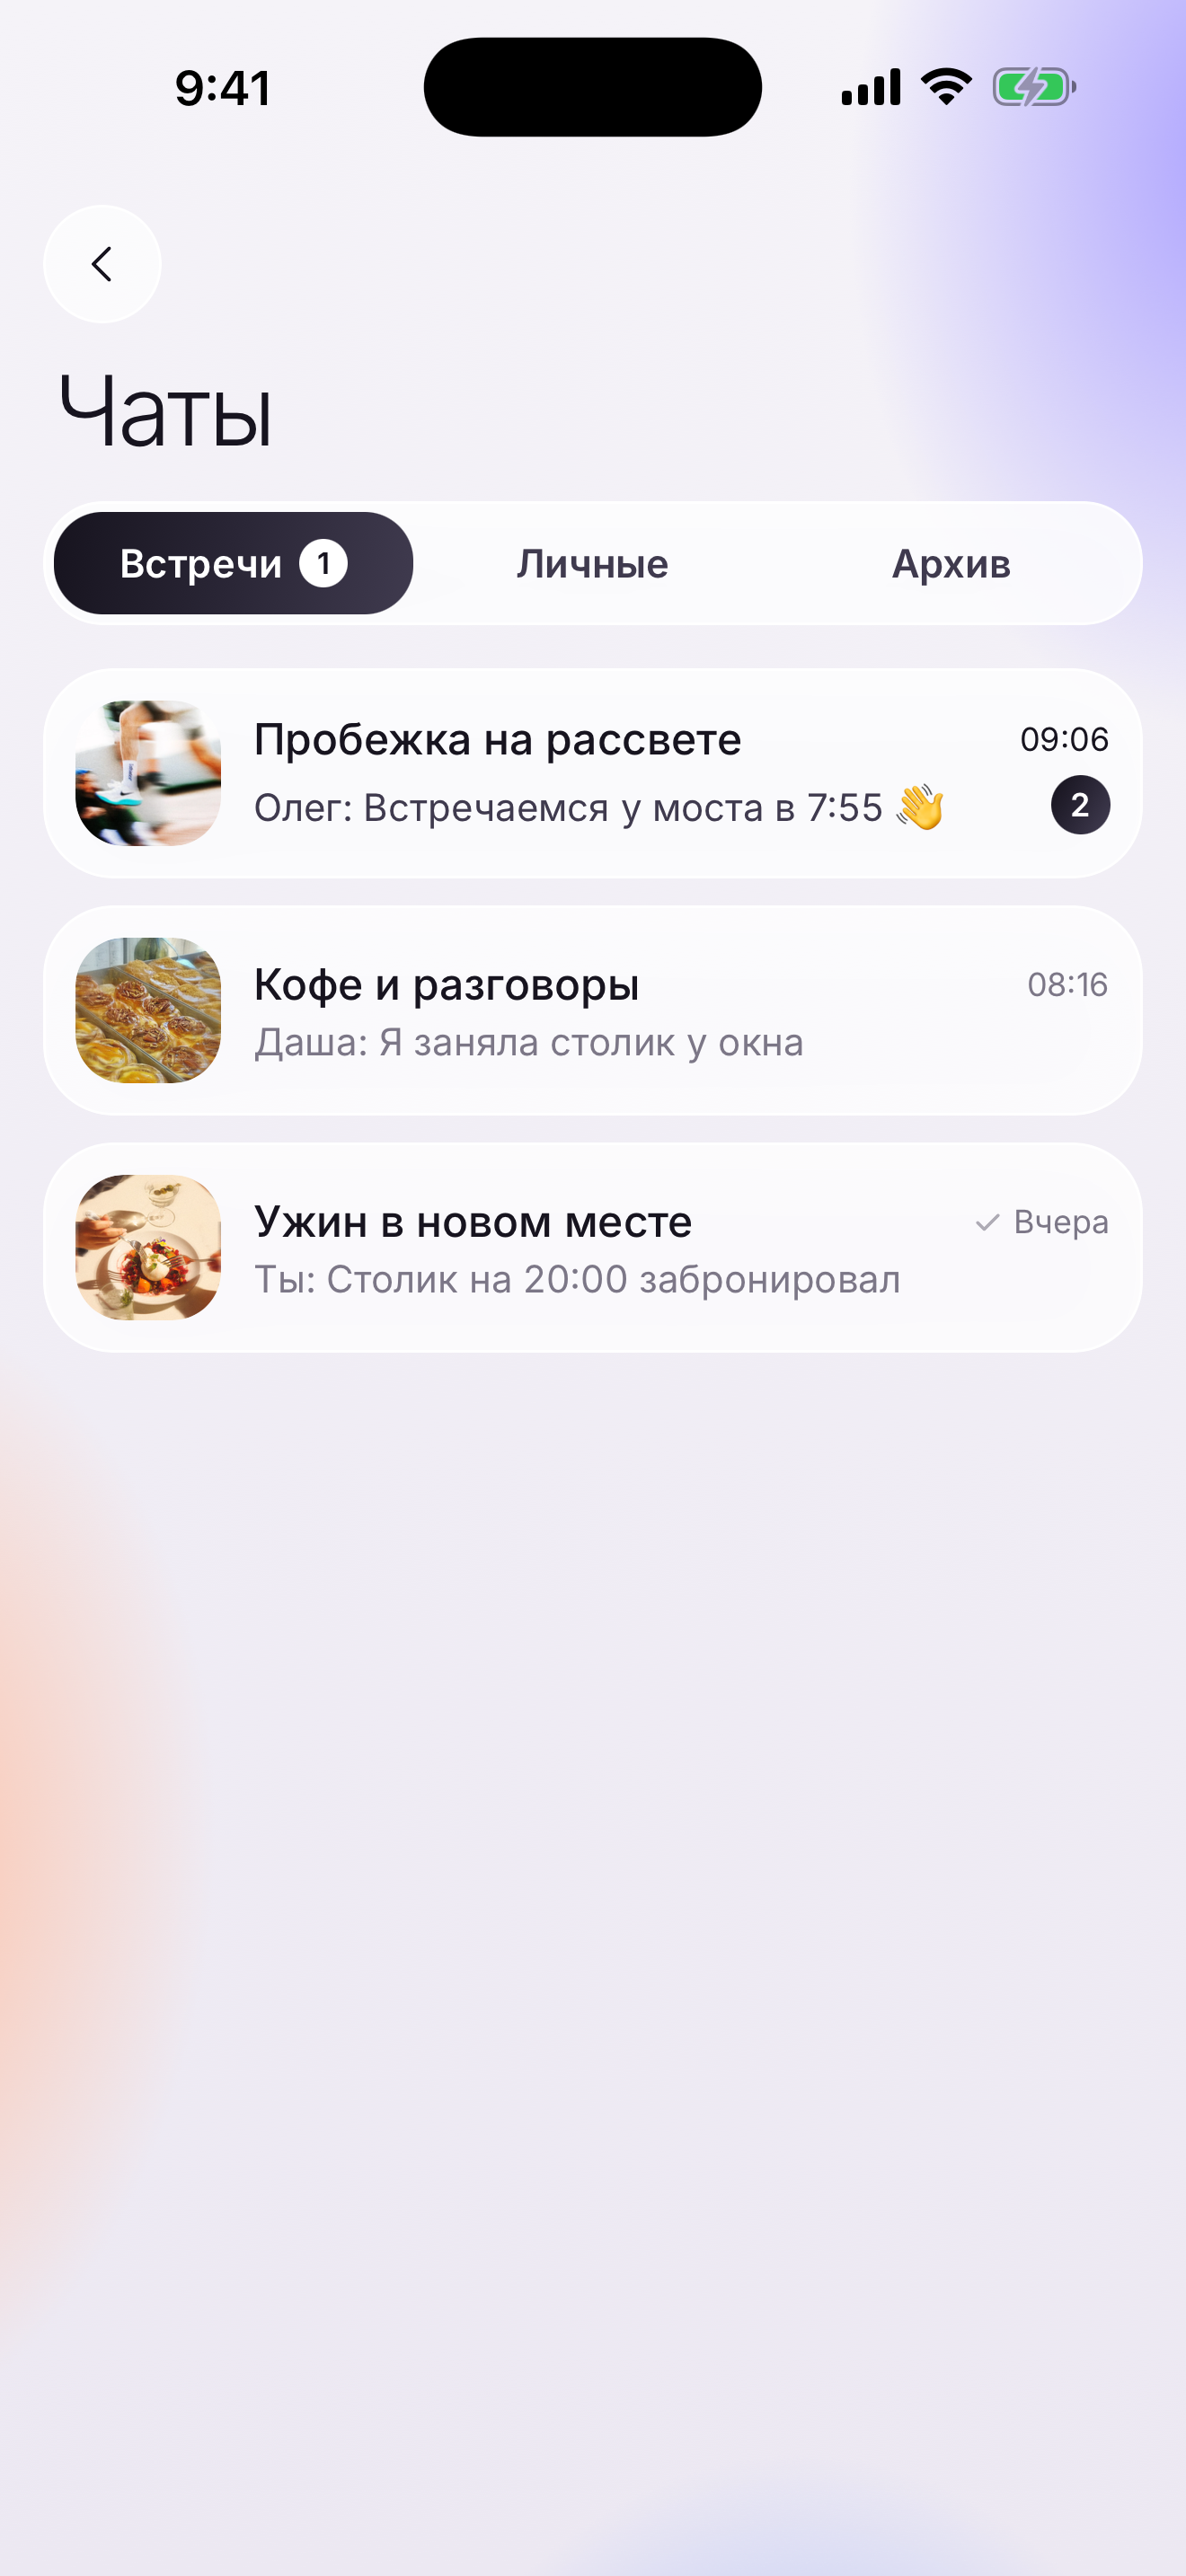 9:41
Чаты
Встречи 1 Личные Архив
Пробежка на рассвете 09:06
Олег: Встречаемся у моста в 7:55 👋 2
Кофе и разговоры 08:16
Даша: Я заняла столик у окна
Ужин в новом месте Вчера
Ты: Столик на 20:00 забронировал